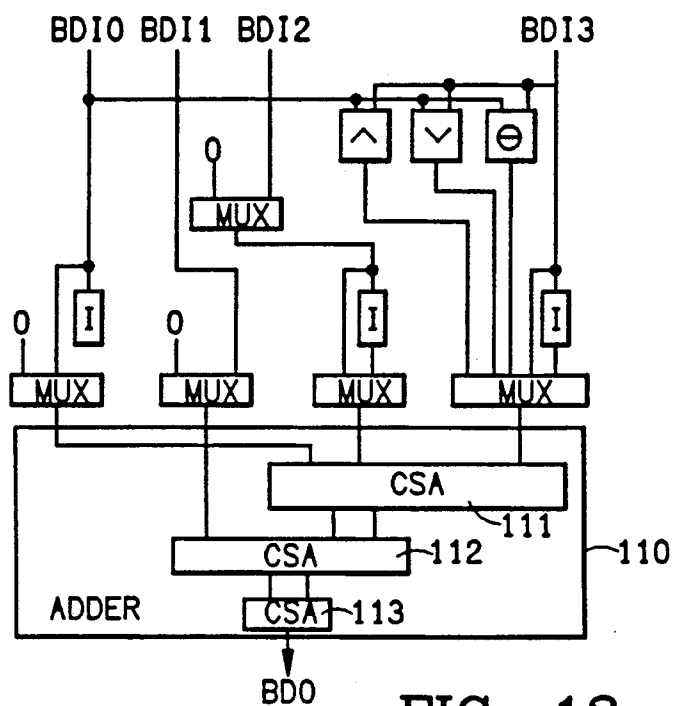 BDI0 BDI1 BDI2 BDI3
∧ ∨ ⊖
0
MUX
I I I
0 0
MUX MUX MUX MUX
CSA
111
CSA 112 110
ADDER CSA 113
BDO